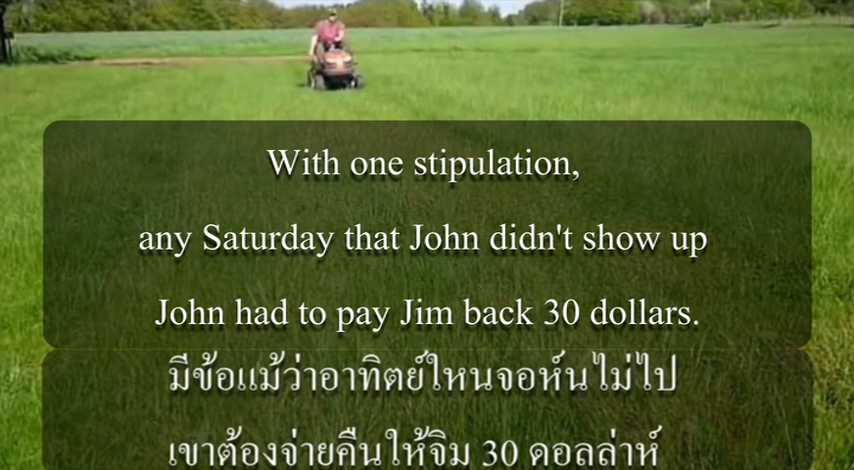 With one stipulation,
any Saturday that John didn't show up
John had to pay Jim back 30 dollars.
มีข้อแม้ว่าอาทิตย์ใหนจอห์นไม่ไป
เขาต้องจ่ายคืนให้จิม 30 ดอลล่าห์